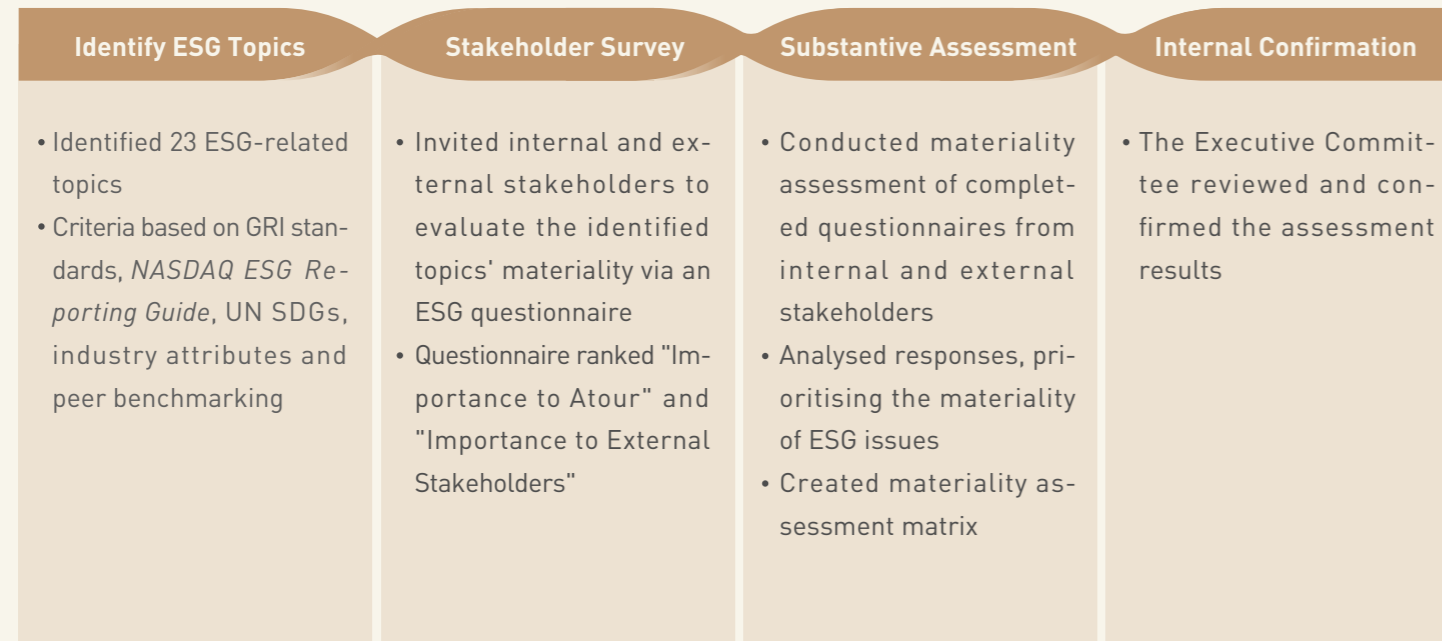 Identify ESG Topics
• Identified 23 ESG-related
topics
• Criteria based on GRI stan-
dards, NASDAQ ESG Re-
porting Guide, UN SDGs,
industry attributes and
peer benchmarking
Stakeholder Survey
• Invited internal and ex-
ternal stakeholders to
evaluate the identified
topics' materiality via an
ESG questionnaire
• Questionnaire ranked "Im-
portance to Atour" and
"Importance to External
Stakeholders"
Substantive Assessment
• Conducted materiality
assessment of complet-
ed questionnaires from
internal and external
stakeholders
• Analysed responses, pri-
oritising the materiality
of ESG issues
• Created materiality as-
sessment matrix
Internal Confirmation
• The Executive Commit-
tee reviewed and con-
firmed the assessment
results